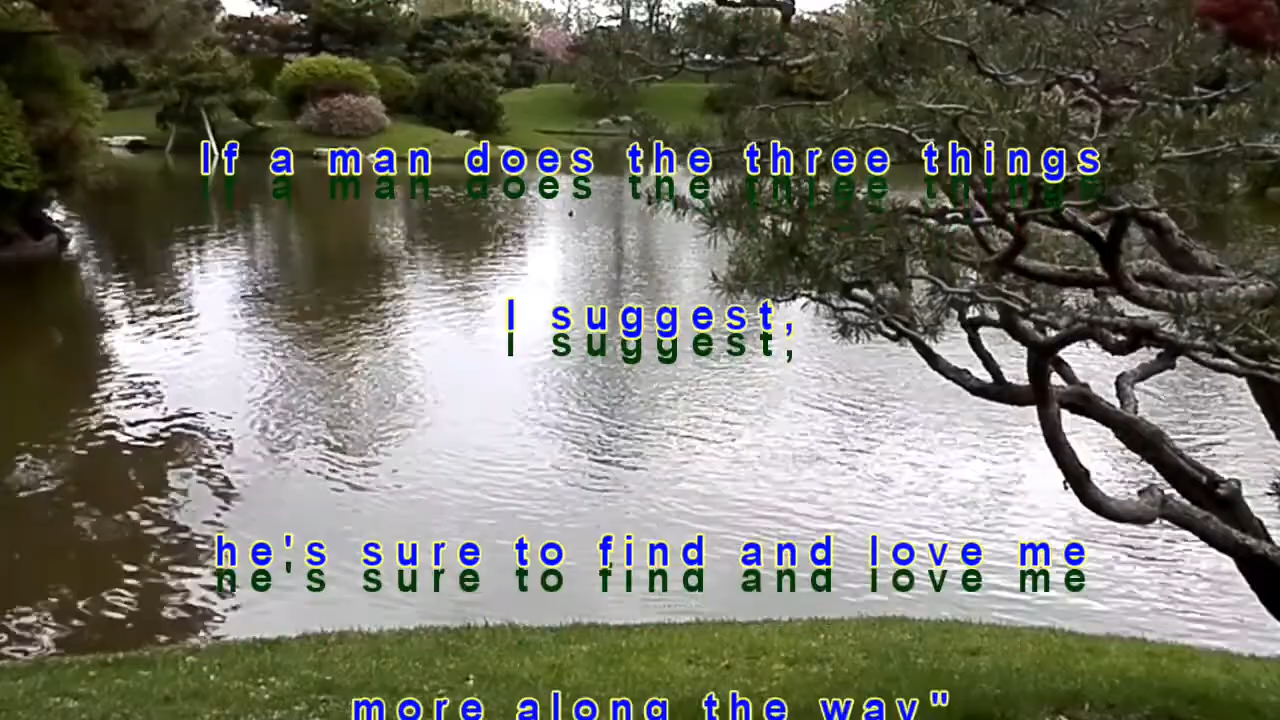 If a man does the three things
I suggest,
he's sure to find and love me
more along the way"